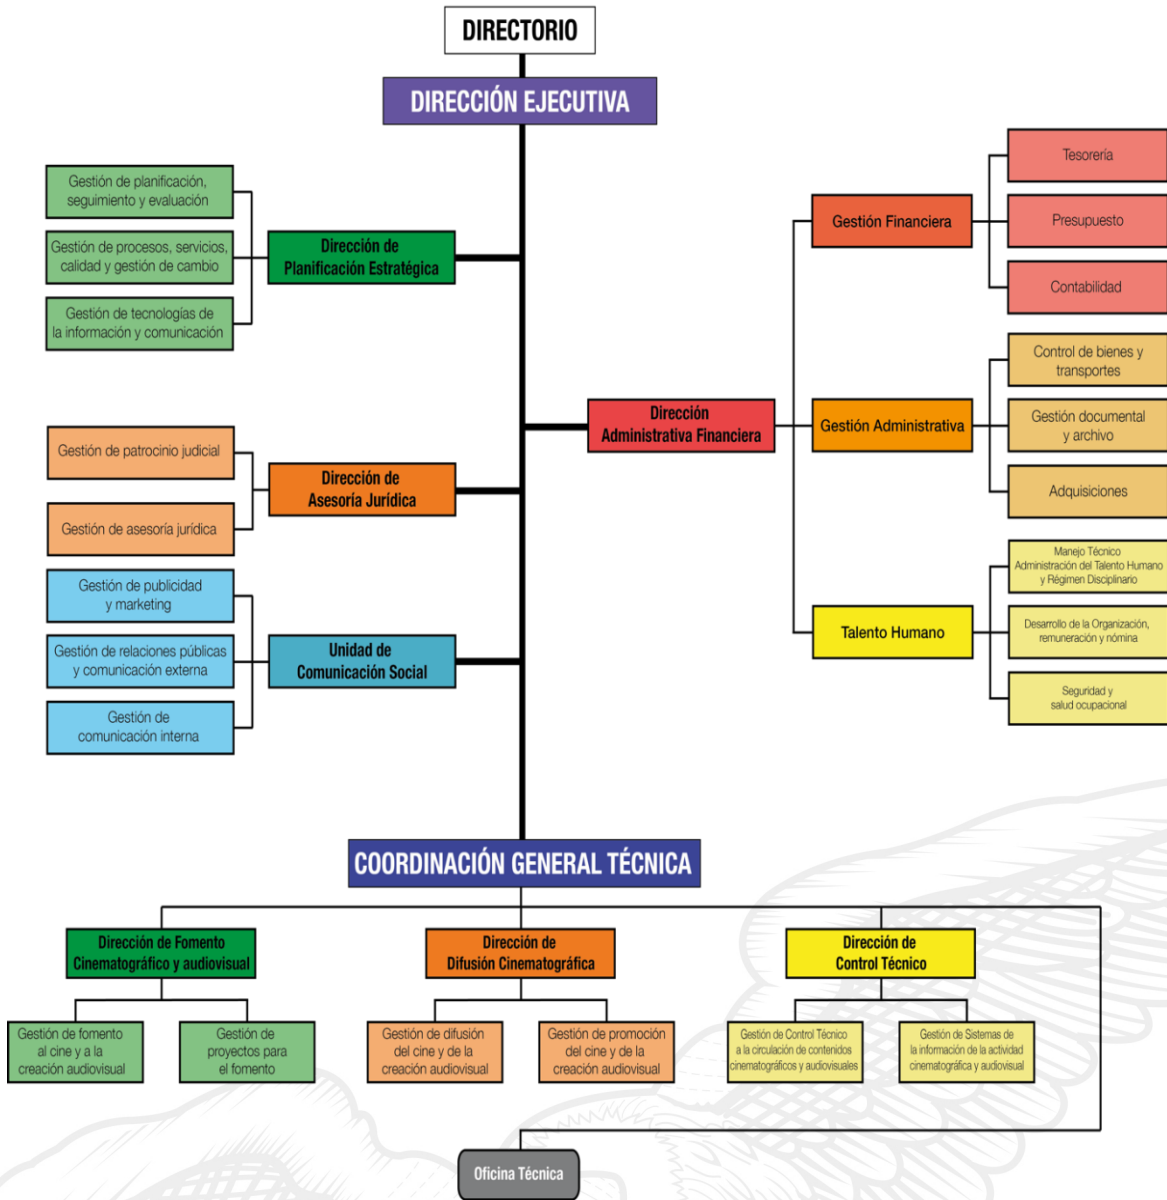 DIRECTORIO
DIRECCIÓN EJECUTIVA
Gestión de planificación,
seguimiento y evaluación
Gestión de procesos, servicios,
calidad y gestión de cambio
Gestión de tecnologías de
la información y comunicación
Dirección de
Planificación Estratégica
Gestión de patrocinio judicial
Gestión de asesoría jurídica
Dirección de
Asesoría Jurídica
Gestión de publicidad
y marketing
Gestión de relaciones públicas
y comunicación externa
Gestión de
comunicación interna
Unidad de
Comunicación Social
Dirección
Administrativa Financiera
Gestión Financiera
Tesorería
Presupuesto
Contabilidad
Gestión Administrativa
Control de bienes y
transportes
Gestión documental
y archivo
Adquisiciones
Talento Humano
Manejo Técnico
Administración del Talento Humano
y Régimen Disciplinario
Desarrollo de la Organización,
remuneración y nómina
Seguridad y
salud ocupacional
COORDINACIÓN GENERAL TÉCNICA
Dirección de Fomento
Cinematográfico y audiovisual
Gestión de fomento
al cine y a la
creación audiovisual
Gestión de
proyectos para
el fomento
Dirección de
Difusión Cinematográfica
Gestión de difusión
del cine y de la
creación audiovisual
Gestión de promoción
del cine y de la
creación audiovisual
Dirección de
Control Técnico
Gestión de Control Técnico
a la circulación de contenidos
cinematográficos y audiovisuales
Gestión de Sistemas de
la información de la actividad
cinematográfica y audiovisual
Oficina Técnica